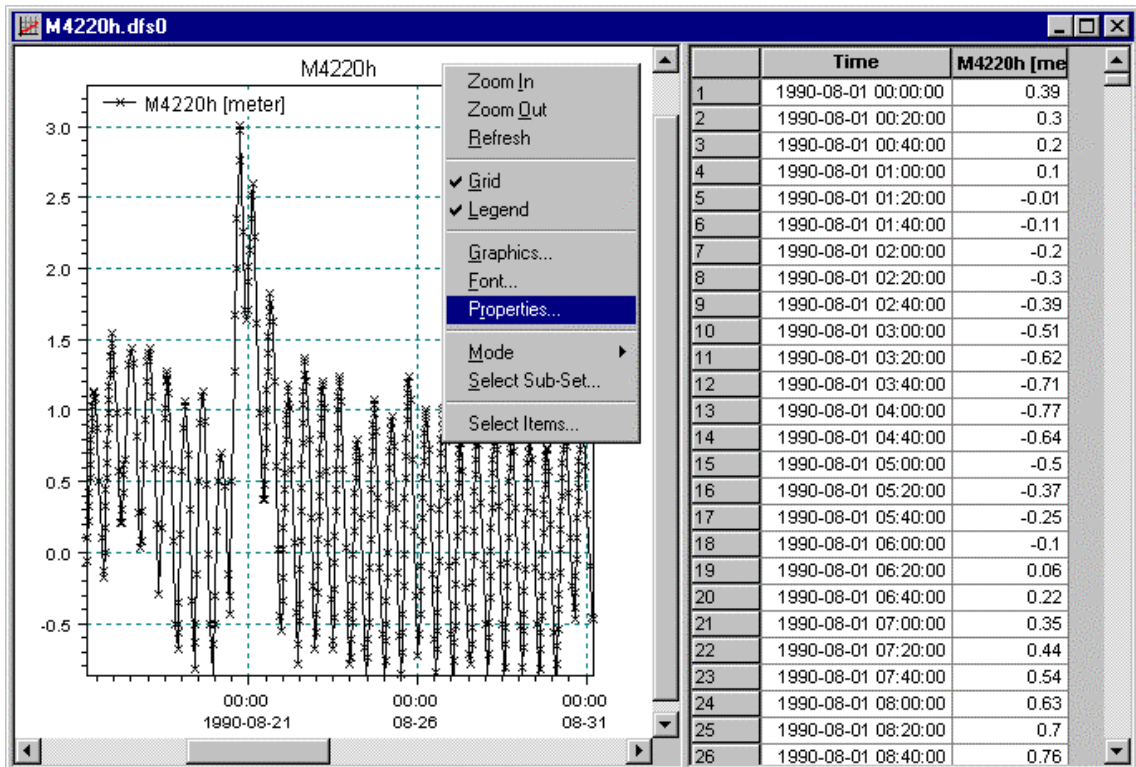 M4220h.dfs0
M4220h
M4220h [meter]
3.0
2.5
2.0
1.5
1.0
0.5
0.0
-0.5
00:00 00:00 00:00
1990-08-21 08-26 08-31
Zoom In
Zoom Out
Refresh
Grid
Legend
Graphics...
Font...
Properties...
Mode
Select Sub-Set...
Select Items...
Time M4220h [me
1 1990-08-01 00:00:00 0.39
2 1990-08-01 00:20:00 0.3
3 1990-08-01 00:40:00 0.2
4 1990-08-01 01:00:00 0.1
5 1990-08-01 01:20:00 -0.01
6 1990-08-01 01:40:00 -0.11
7 1990-08-01 02:00:00 -0.2
8 1990-08-01 02:20:00 -0.3
9 1990-08-01 02:40:00 -0.39
10 1990-08-01 03:00:00 -0.51
11 1990-08-01 03:20:00 -0.62
12 1990-08-01 03:40:00 -0.71
13 1990-08-01 04:00:00 -0.77
14 1990-08-01 04:40:00 -0.64
15 1990-08-01 05:00:00 -0.5
16 1990-08-01 05:20:00 -0.37
17 1990-08-01 05:40:00 -0.25
18 1990-08-01 06:00:00 -0.1
19 1990-08-01 06:20:00 0.06
20 1990-08-01 06:40:00 0.22
21 1990-08-01 07:00:00 0.35
22 1990-08-01 07:20:00 0.44
23 1990-08-01 07:40:00 0.54
24 1990-08-01 08:00:00 0.63
25 1990-08-01 08:20:00 0.7
26 1990-08-01 08:40:00 0.76